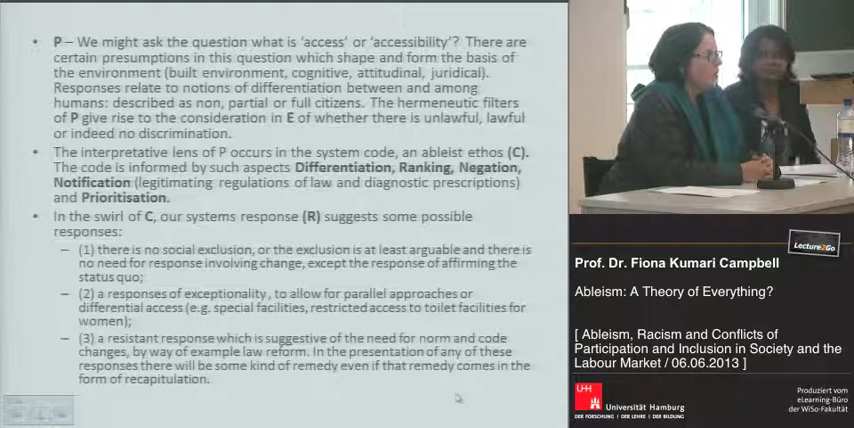 • P – We might ask the question what is 'access' or 'accessibility'? There are
certain presumptions in this question which shape and form the basis of
the environment (built environment, cognitive, attitudinal, juridical).
Responses relate to notions of differentiation between and among
humans: described as non, partial or full citizens. The hermeneutic filters
of P give rise to the consideration in E of whether there is unlawful, lawful
or indeed no discrimination.
• The interpretative lens of P occurs in the system code, an ableist ethos (C).
The code is informed by such aspects Differentiation, Ranking, Negation,
Notification (legitimating regulations of law and diagnostic prescriptions)
and Prioritisation.
• In the swirl of C, our systems response (R) suggests some possible
responses:
– (1) there is no social exclusion, or the exclusion is at least arguable and there is
no need for response involving change, except the response of affirming the
status quo;
– (2) a responses of exceptionality, to allow for parallel approaches or
differential access (e.g. special facilities, restricted access to toilet facilities for
women);
– (3) a resistant response which is suggestive of the need for norm and code
changes, by way of example law reform. In the presentation of any of these
responses there will be some kind of remedy even if that remedy comes in the
form of recapitulation.
Lecture2Go
Prof. Dr. Fiona Kumari Campbell
Ableism: A Theory of Everything?
[ Ableism, Racism and Conflicts of
Participation and Inclusion in Society and the
Labour Market / 06.06.2013 ]
UH
Universität Hamburg
DER FORSCHUNG | DER LEHRE | DER BILDUNG
Produziert vom
eLearning-Büro
der WiSo-Fakultät